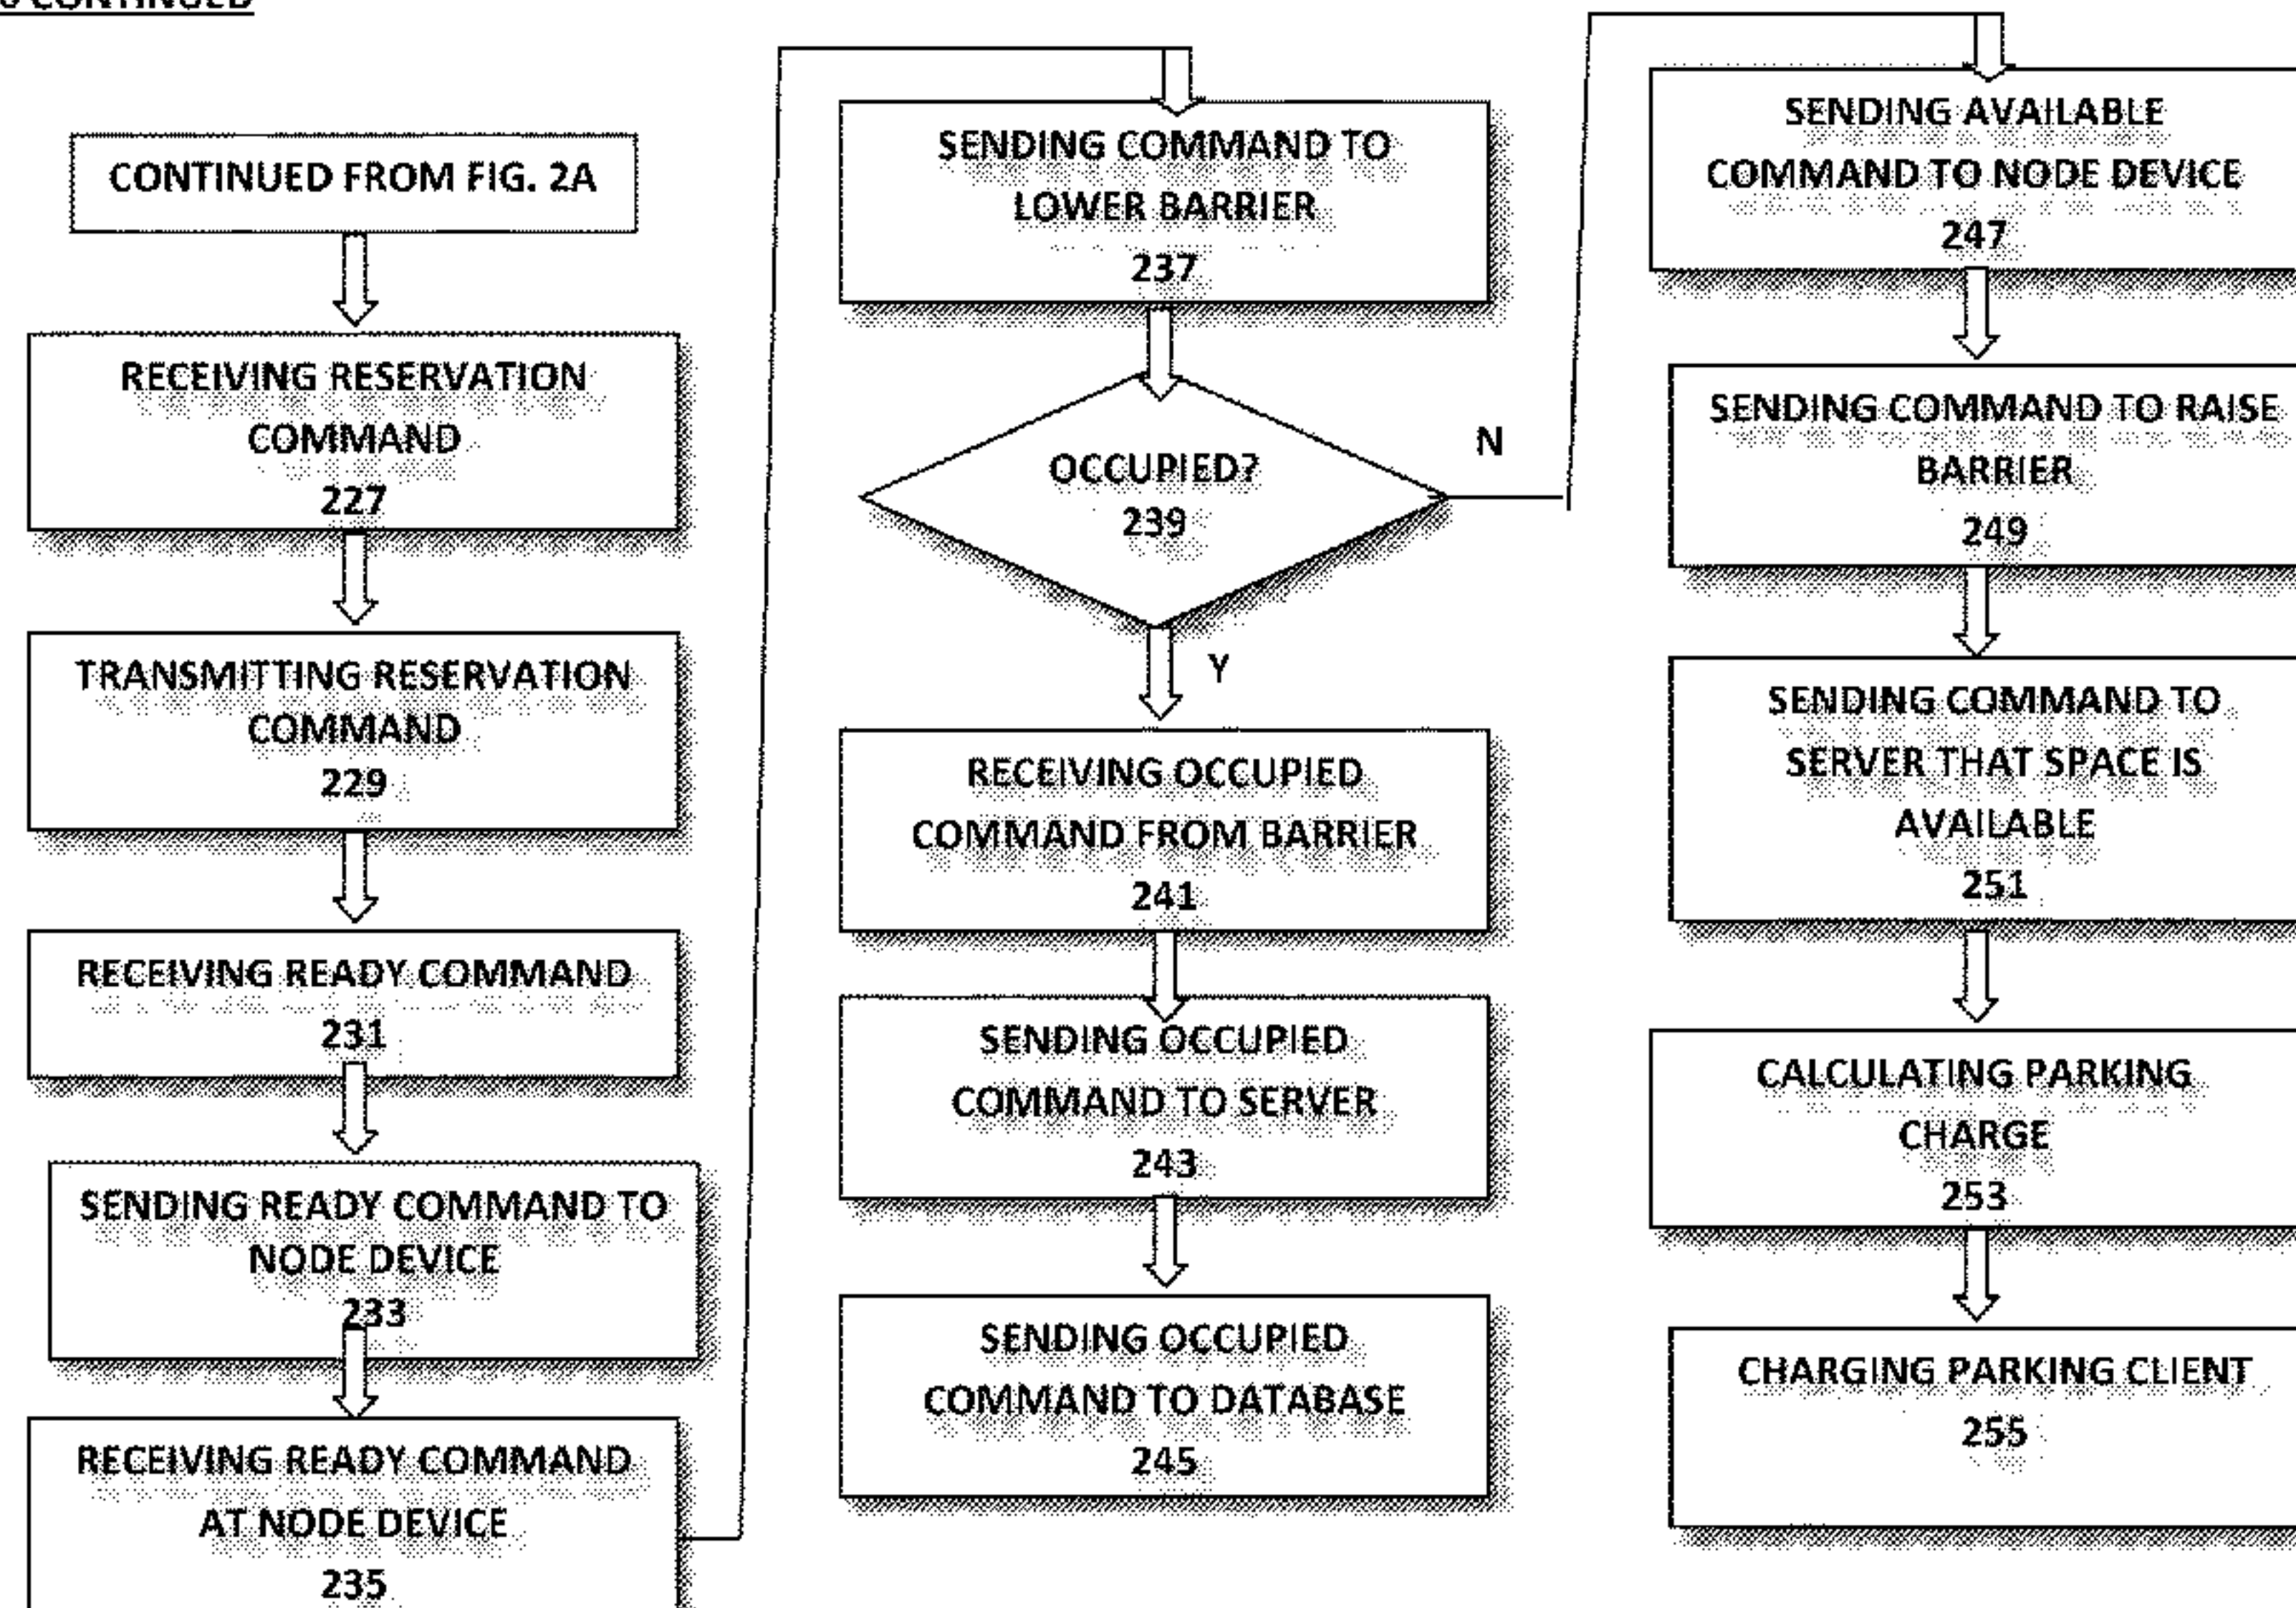 CONTINUED
CONTINUED FROM FIG. 2A
RECEIVING RESERVATION
COMMAND
227
TRANSMITTING RESERVATION
COMMAND
229
RECEIVING READY COMMAND
231
SENDING READY COMMAND TO
NODE DEVICE
233
RECEIVING READY COMMAND
AT NODE DEVICE
235
SENDING COMMAND TO
LOWER BARRIER
237
OCCUPIED?
239
N
Y
RECEIVING OCCUPIED
COMMAND FROM BARRIER
241
SENDING OCCUPIED
COMMAND TO SERVER
243
SENDING OCCUPIED
COMMAND TO DATABASE
245
SENDING AVAILABLE
COMMAND TO NODE DEVICE
247
SENDING COMMAND TO RAISE
BARRIER
249
SENDING COMMAND TO
SERVER THAT SPACE IS
AVAILABLE
251
CALCULATING PARKING
CHARGE
253
CHARGING PARKING CLIENT
255